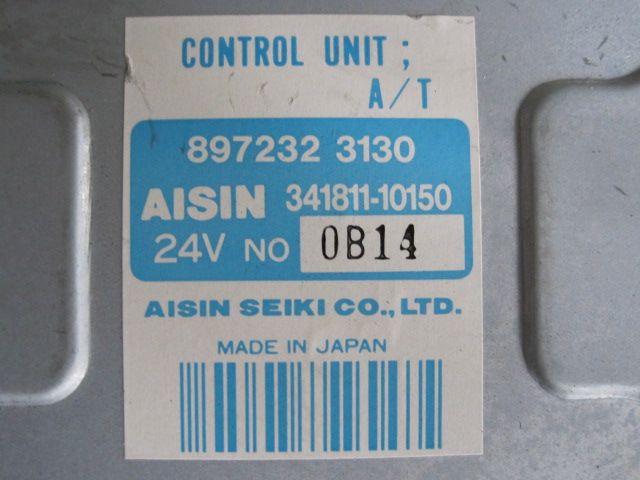 CONTROL UNIT ;
A/T
897232 3130
AISIN 341811-10150
24V NO 0B14
AISIN SEIKI CO., LTD.
MADE IN JAPAN